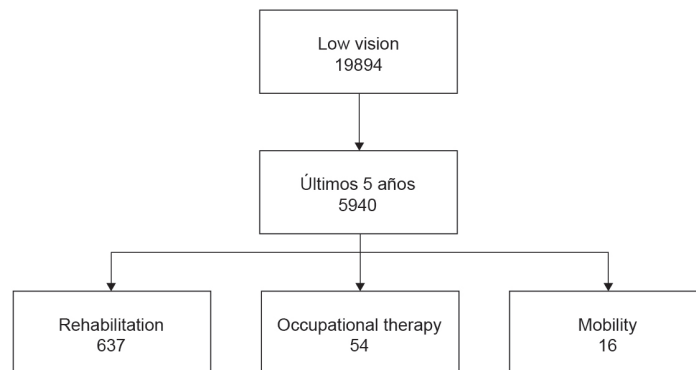 Low vision
19894
Últimos 5 años
5940
Rehabilitation
637
Occupational therapy
54
Mobility
16